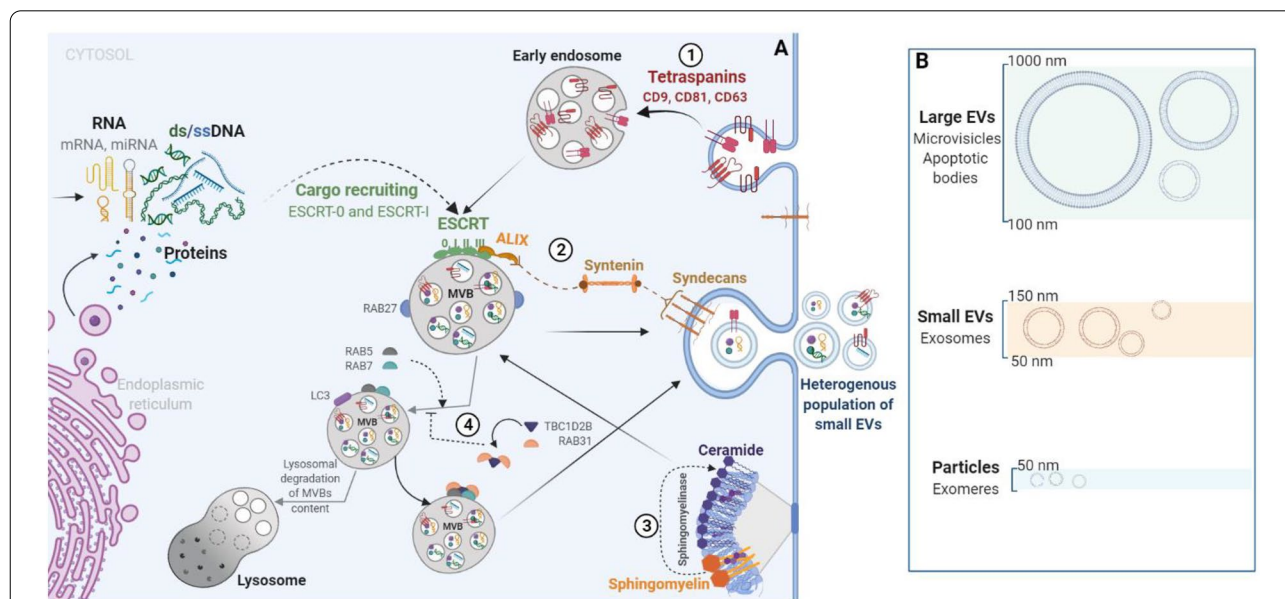 CYTOSOL
A
Early endosome
1
Tetraspanins
CD9, CD81, CD63
RNA
mRNA, miRNA
ds/ssDNA
Proteins
Cargo recruiting
ESCRT-0 and ESCRT-I
ESCRT
0 I II III
ALIX
2
Syntenin
Syndecans
MVB
RAB27
RAB5
RAB7
LC3
MVB
4
TBC1D2B
RAB31
Heterogenous
population of
small EVs
Endoplasmic
reticulum
Lysosomal
degradation
of MVBs
content
MVB
Lysosome
Ceramide
3
Sphingomyelinase
Sphingomyelin
B
1000 nm
Large EVs
Microvisicles
Apoptotic
bodies
100 nm
150 nm
Small EVs
Exosomes
50 nm
50 nm
Particles
Exomeres